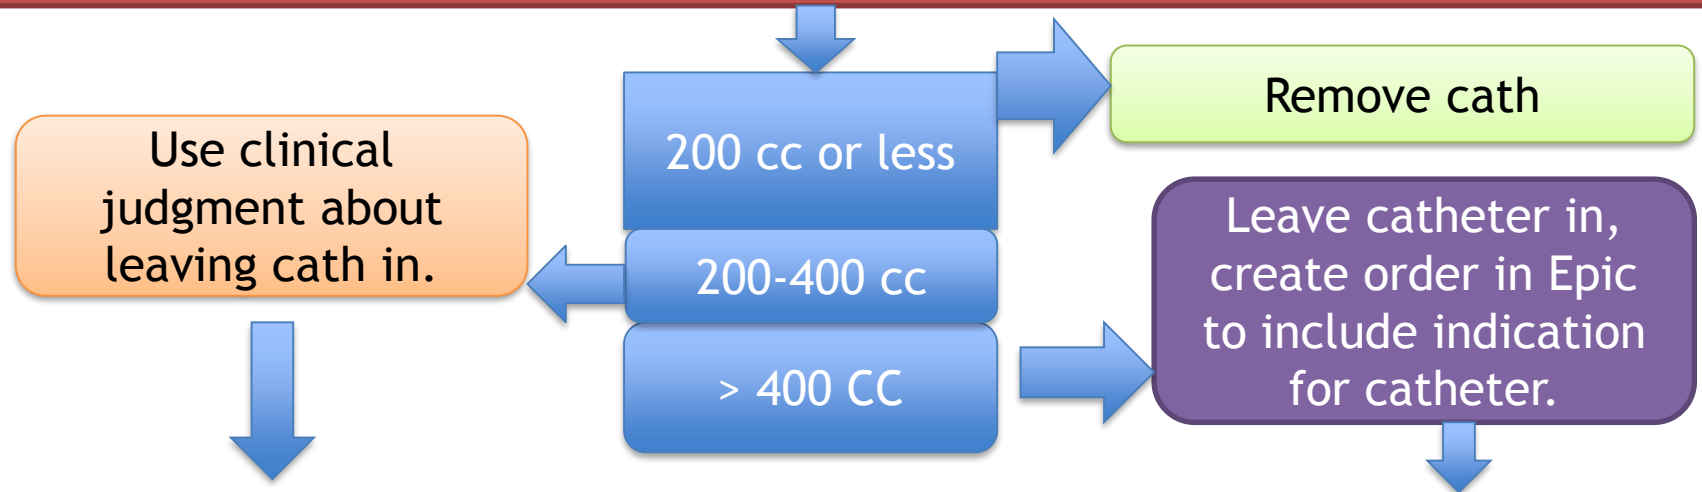 Remove cath
Use clinical
judgment about
leaving cath in.
200 cc or less
200-400 cc
> 400 CC
Leave catheter in,
create order in Epic
to include indication
for catheter.